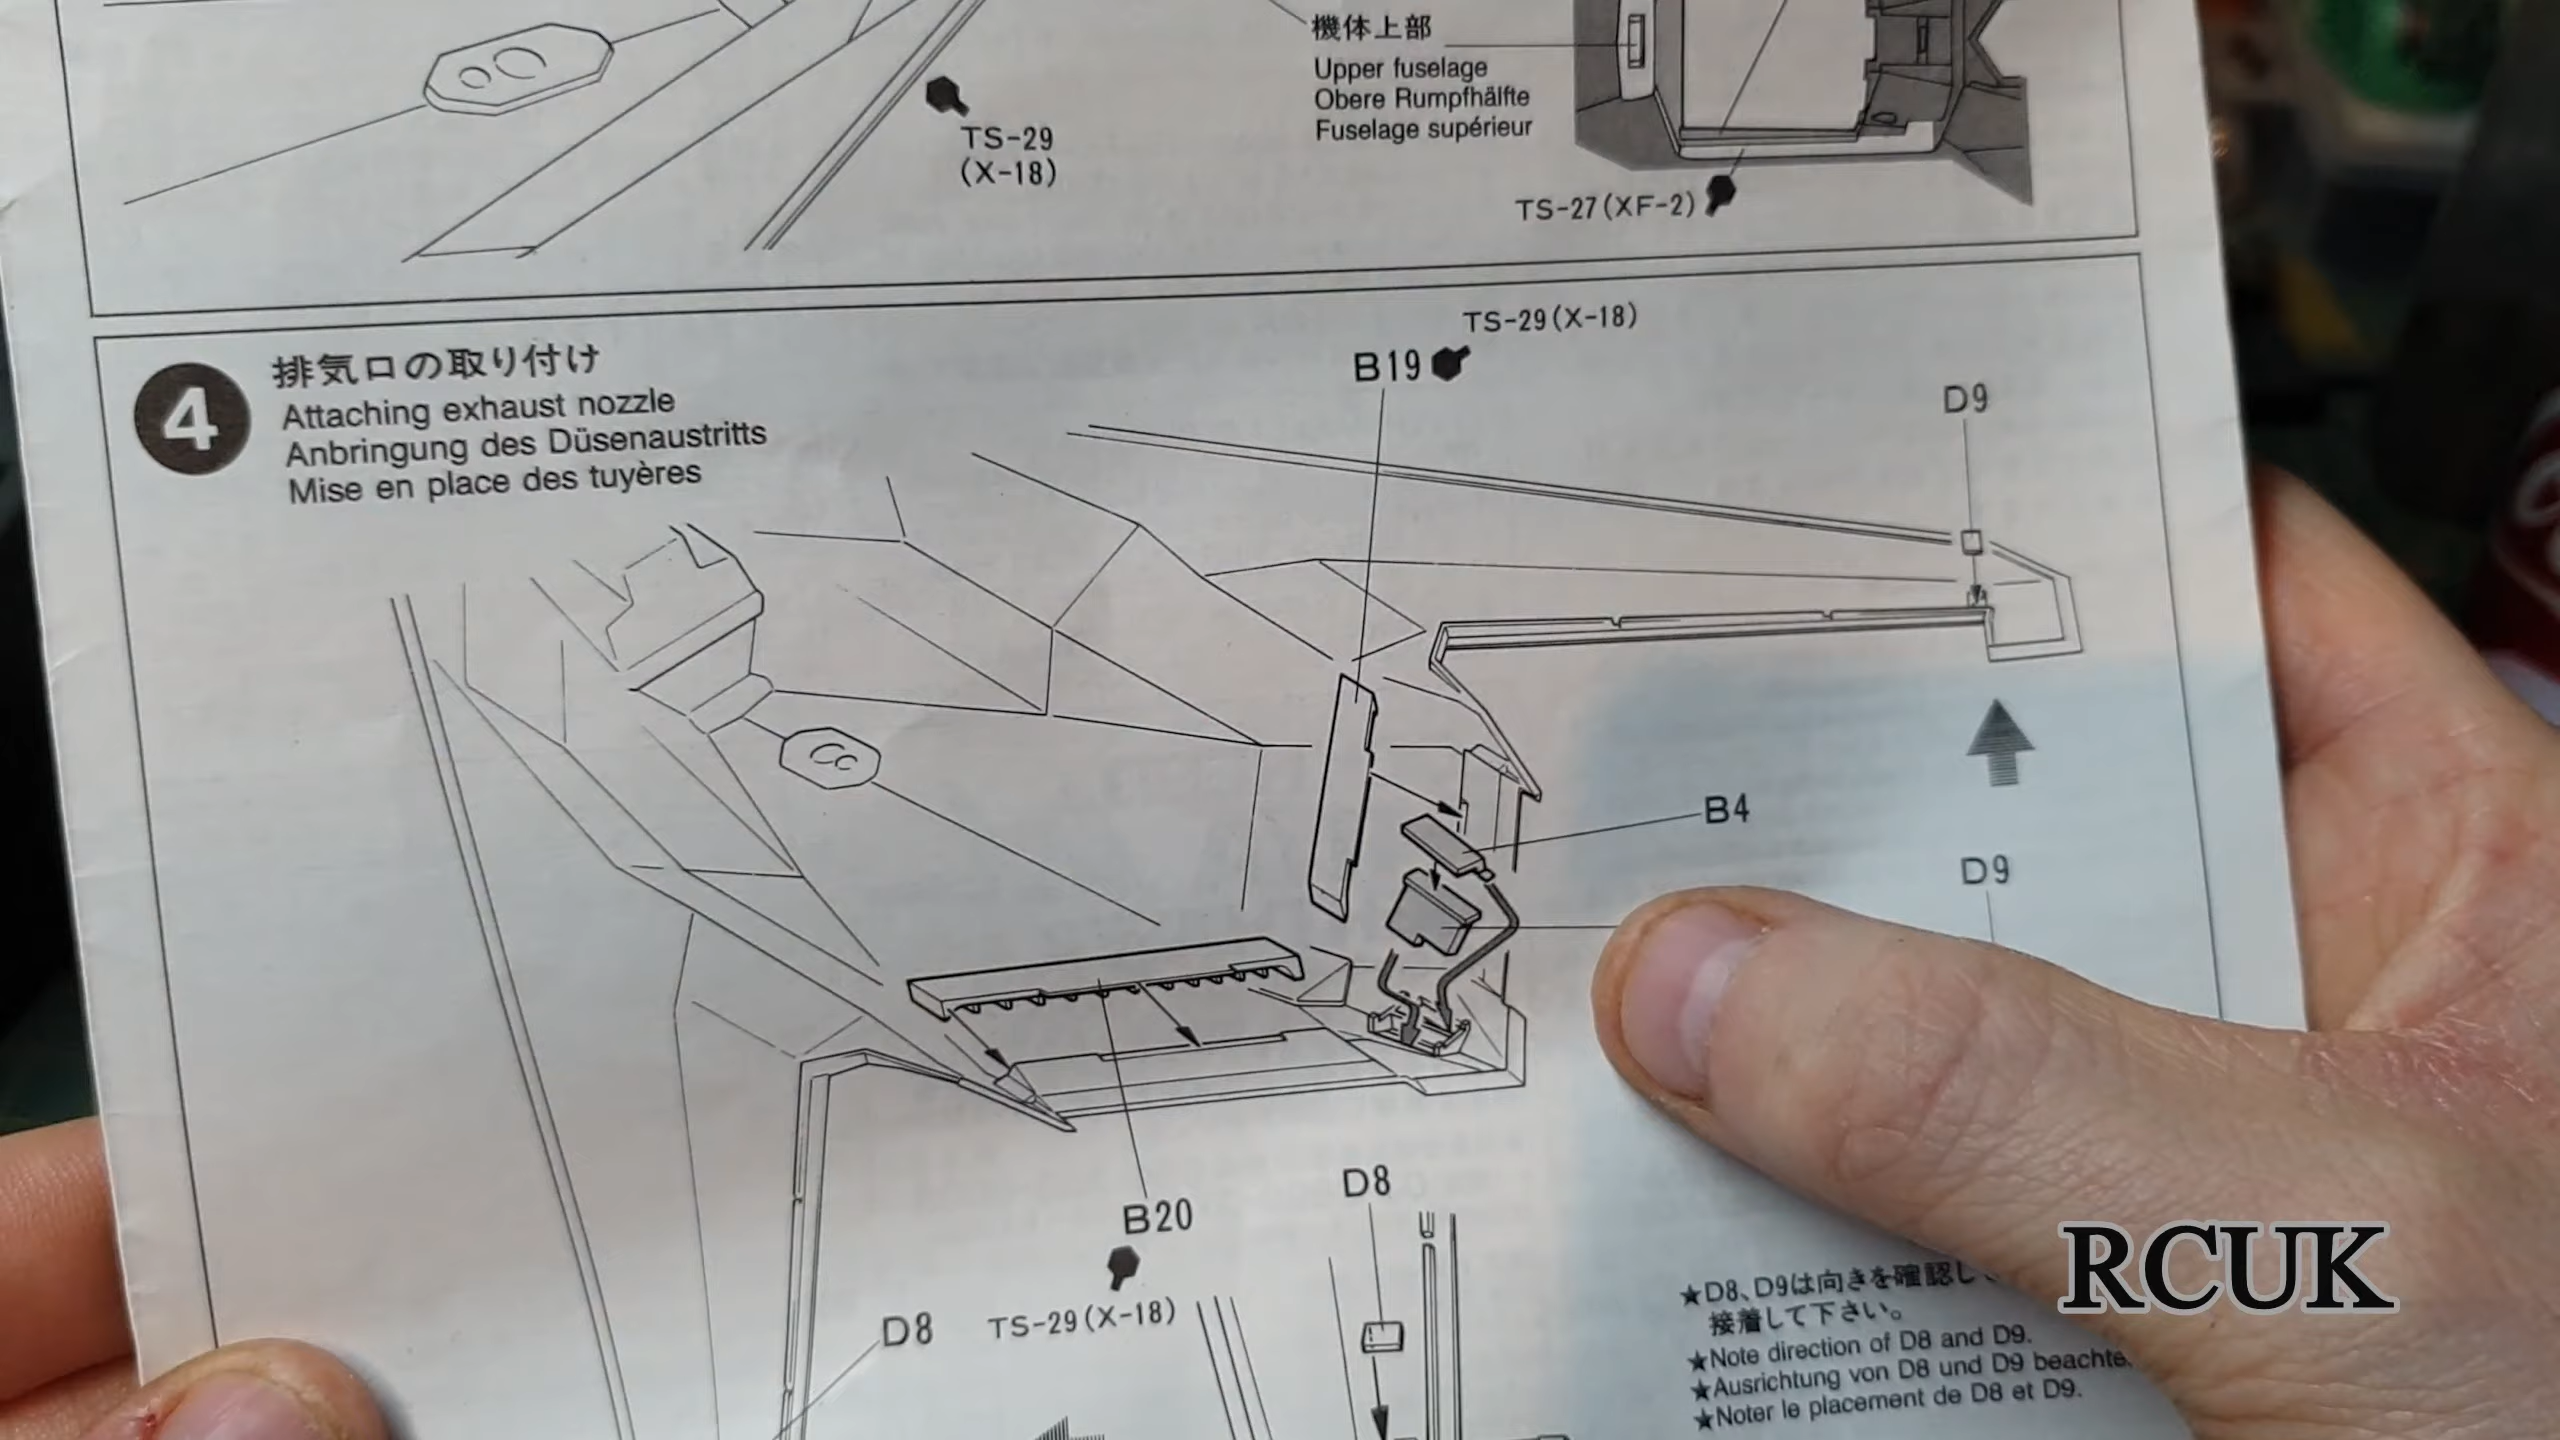 機体上部
Upper fuselage
Obere Rumpfhälfte
Fuselage supérieur
TS-29
(X-18)
TS-27(XF-2)
4
排気口の取り付け
Attaching exhaust nozzle
Anbringung des Düsenaustritts
Mise en place des tuyères
TS-29(X-18)
B19
D9
B4
D9
B20
TS-29(X-18)
D8
D8
★D8、D9は向きを確認し
接着して下さい。
★Note direction of D8 and D9.
★Ausrichtung von D8 und D9 beachte
★Noter le placement de D8 et D9.
RCUK